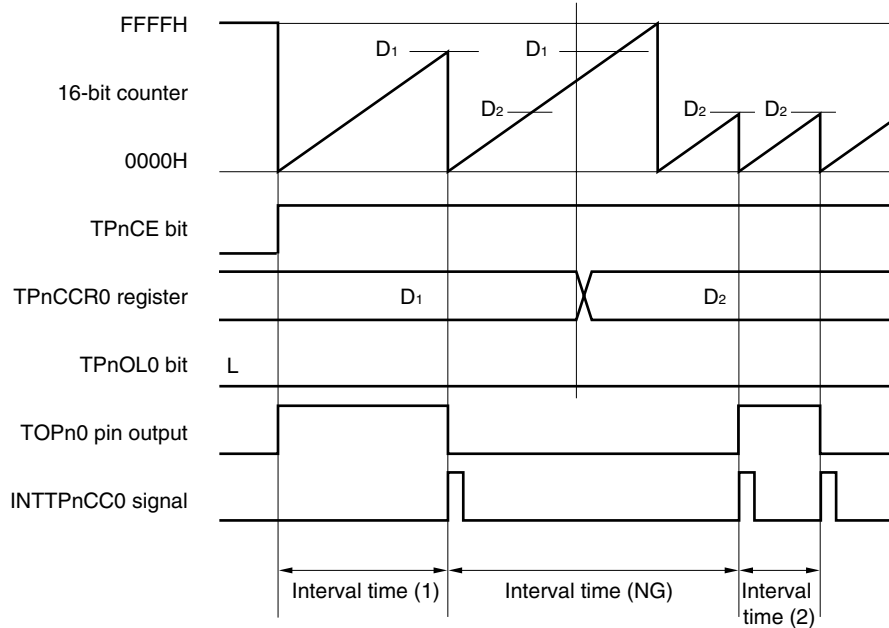 FFFFH
D1
D1
16-bit counter
D2
D2
D2
0000H
TPnCE bit
TPnCCR0 register
D1
D2
TPnOL0 bit
L
TOPn0 pin output
INTTPnCC0 signal
Interval time (1)
Interval time (NG)
Interval
time (2)